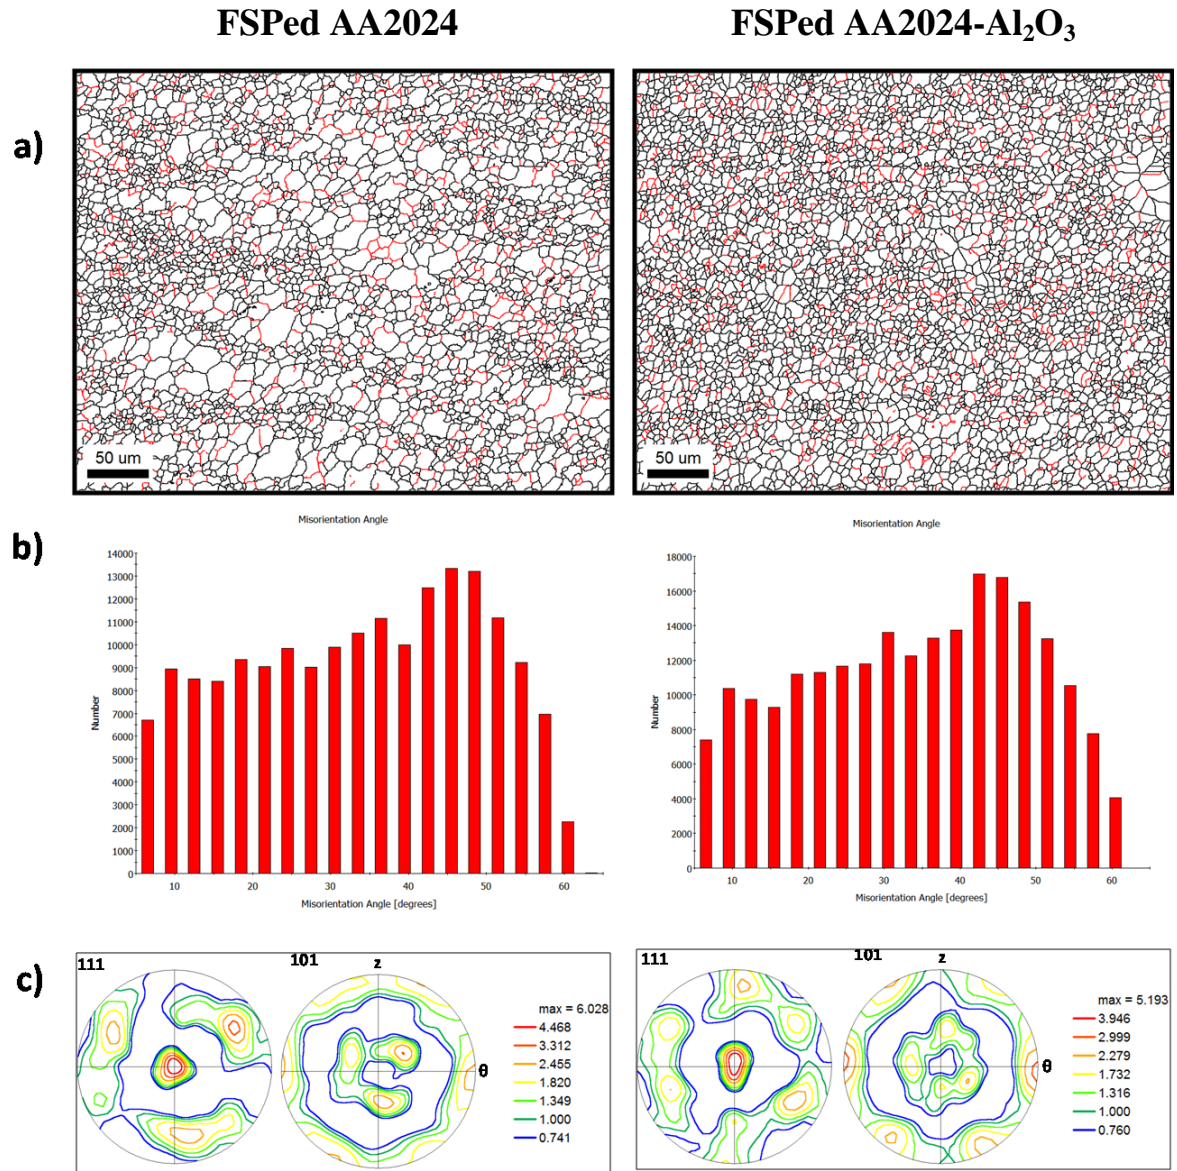 FSPed AA2024
FSPed AA2024-Al₂O₃
a)
50 um
50 um
b)
Misorientation Angle
14000
13000
12000
11000
10000
9000
8000
7000
6000
5000
4000
3000
2000
1000
0
Number
10 20 30 40 50 60
Misorientation Angle [degrees]
Misorientation Angle
18000
16000
14000
12000
10000
8000
6000
4000
2000
0
Number
10 20 30 40 50 60
Misorientation Angle [degrees]
c)
111
101
z
θ
max = 6.028
4.468
3.312
2.455
1.820
1.349
1.000
0.741
111
101
z
θ
max = 5.193
3.946
2.999
2.279
1.732
1.316
1.000
0.760